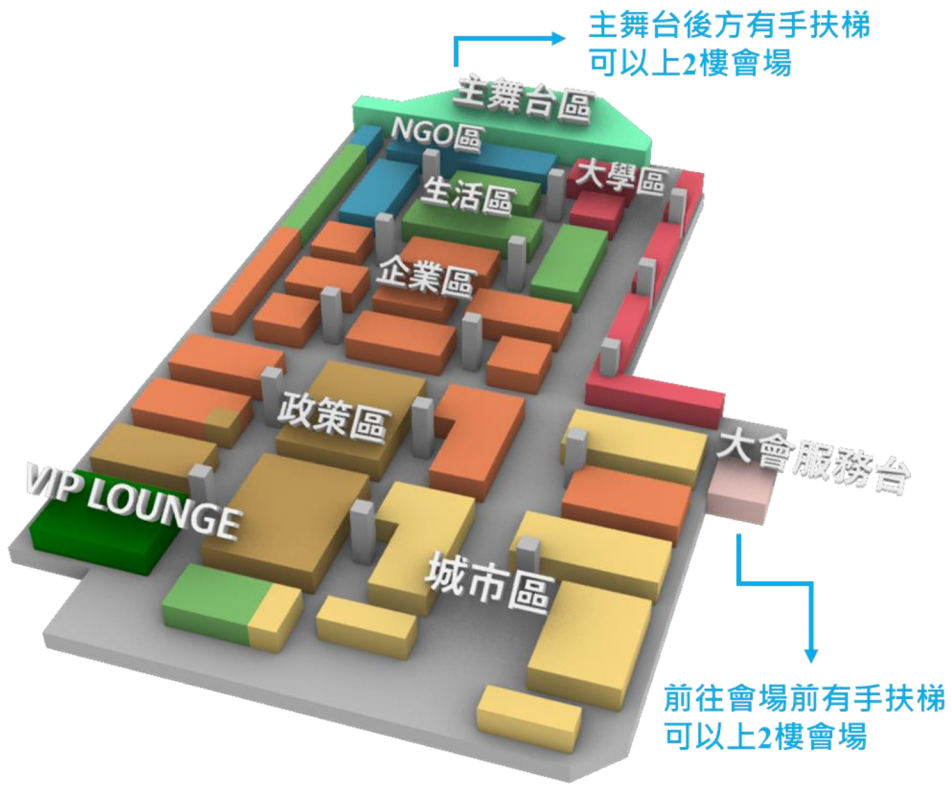 主舞台後方有手扶梯
可以上2樓會場
主舞台區
NGO區
大學區
生活區
企業區
政策區
大會服務台
VIP LOUNGE
城市區
前往會場前有手扶梯
可以上2樓會場